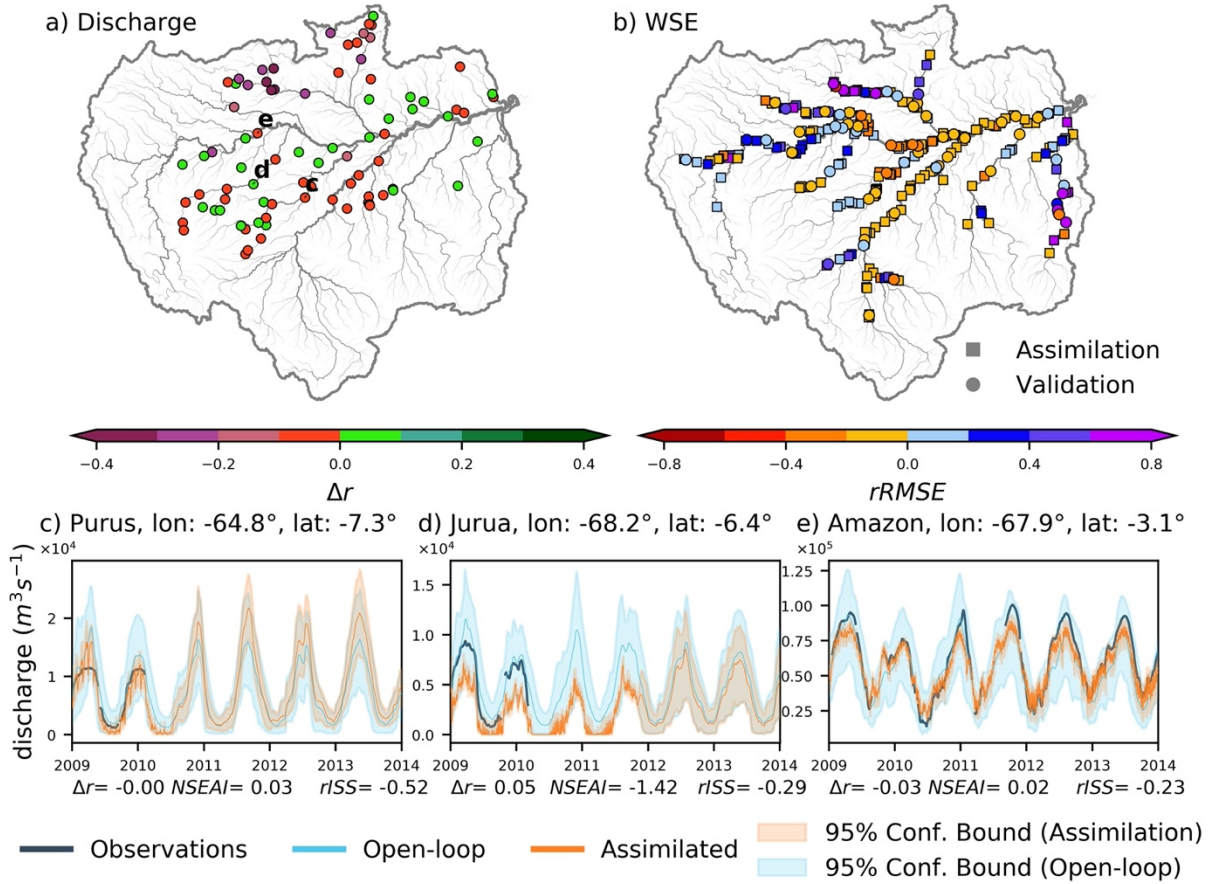 a) Discharge
b) WSE
e
d
c
Assimilation
Validation
−0.4 −0.2 0.0 0.2 0.4
−0.8 −0.4 0.0 0.4 0.8
Δr
rRMSE
c) Purus, lon: -64.8°, lat: -7.3°
d) Jurua, lon: -68.2°, lat: -6.4°
e) Amazon, lon: -67.9°, lat: -3.1°
×10⁴
×10⁴
×10⁵
discharge (m³s⁻¹)
2
1
0
1.5
1.0
0.5
0.0
1.25
1.00
0.75
0.50
0.25
2009 2010 2011 2012 2013 2014
2009 2010 2011 2012 2013 2014
2009 2010 2011 2012 2013 2014
Δr= -0.00 NSEAI= 0.03 rISS= -0.52
Δr= 0.05 NSEAI= -1.42 rISS= -0.29
Δr= -0.03 NSEAI= 0.02 rISS= -0.23
Observations
Open-loop
Assimilated
95% Conf. Bound (Assimilation)
95% Conf. Bound (Open-loop)